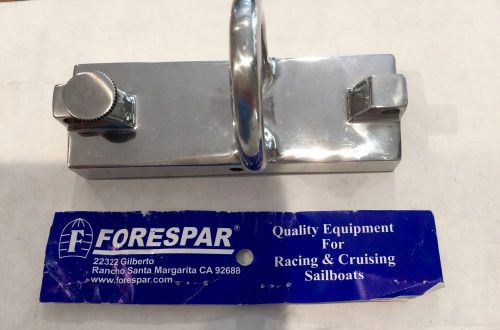 FORESPAR®
22322 Gilberto
Rancho Santa Margarita CA 92688
www.forespar.com
Quality Equipment
For
Racing & Cruising
Sailboats